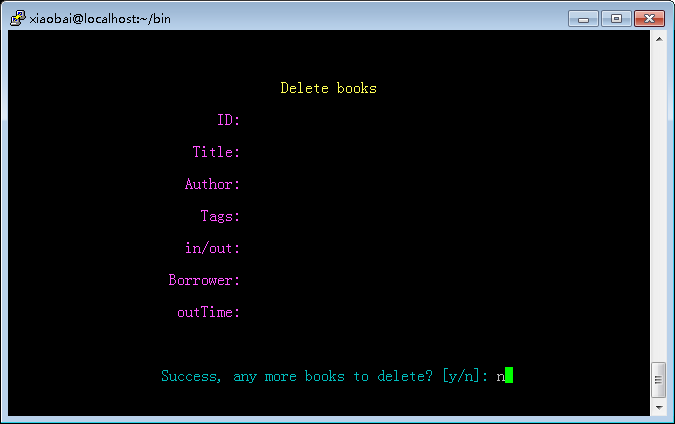 xiaobai@localhost:~/bin
Delete books
ID:
Title:
Author:
Tags:
in/out:
Borrower:
outTime:
Success, any more books to delete? [y/n]: n